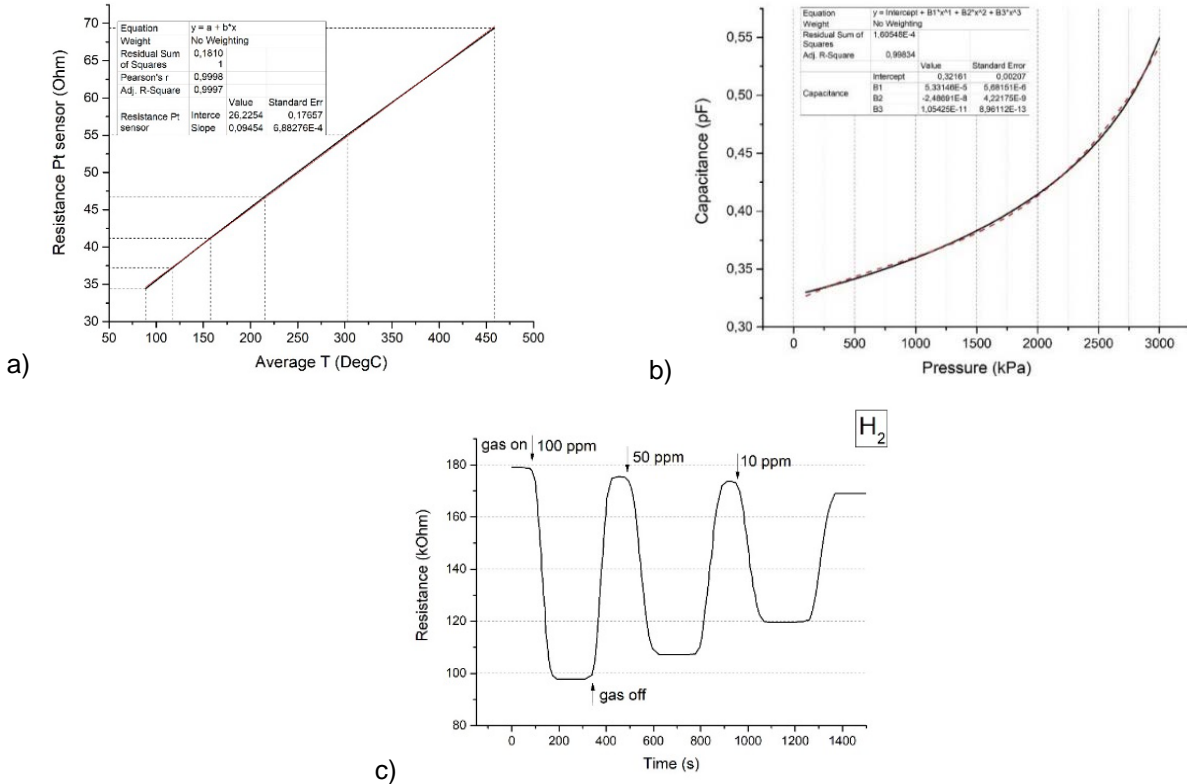 70
65
60
55
50
45
40
35
30
Resistance Pt sensor (Ohm)
Equation y = a + b*x
Weight No Weighting
Residual Sum of Squares 0,1810 1
Pearson's r 0,9998
Adj. R-Square 0,9997
Value Standard Err
Resistance Pt sensor Interce 26,2254 0,17657
Slope 0,09454 6,88276E-4
50 100 150 200 250 300 350 400 450 500
Average T (DegC)
a)
0,55
0,50
0,45
0,40
0,35
0,30
Capacitance (pF)
Equation y = Intercept + B1*x^1 + B2*x^2 + B3*x^3
Weight No Weighting
Residual Sum of Squares 1,60546E-4
Adj. R-Square 0,99834
Value Standard Error
Capacitance Intercept 0,32161 0,00207
B1 5,33146E-5 5,68151E-6
B2 -2,48691E-8 4,22175E-9
B3 1,05425E-11 8,96112E-13
0 500 1000 1500 2000 2500 3000
Pressure (kPa)
b)
H2
gas on 100 ppm 50 ppm 10 ppm
180
160
140
120
100
80
Resistance (kOhm)
gas off
0 200 400 600 800 1000 1200 1400
Time (s)
c)